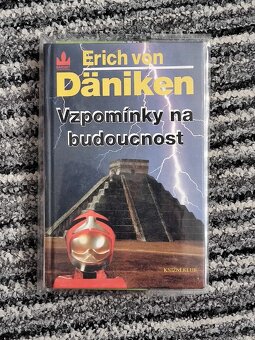 Erich von
Däniken
Vzpomínky na
budoucnost
KNIŽNÍ KLUB